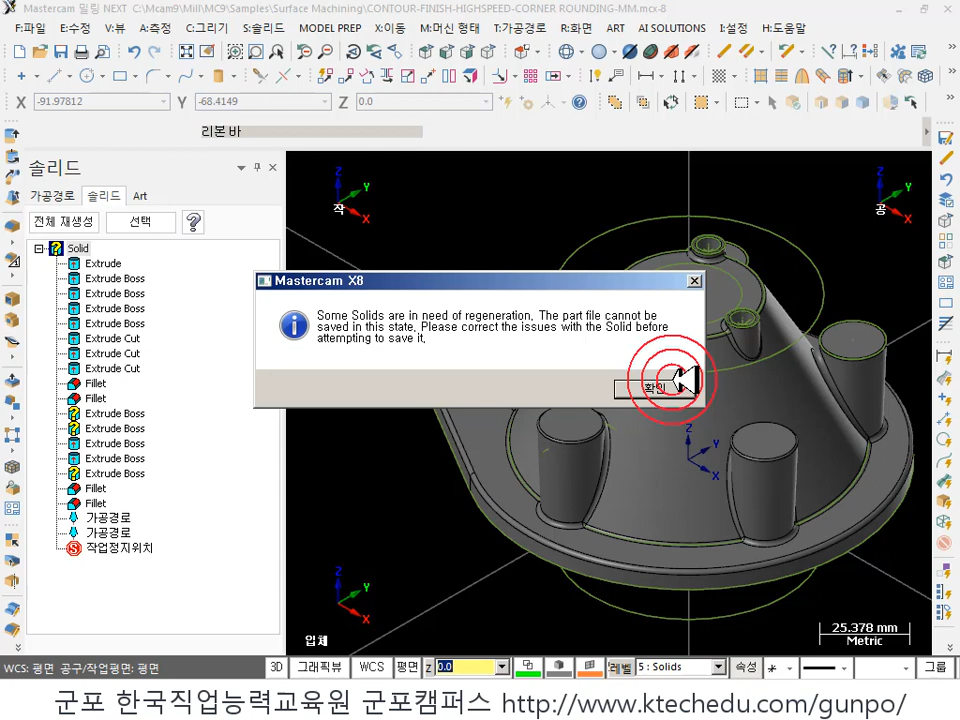 Mastercam 밀링 NEXT C:\Mcam9\Mill\MC9\Samples\Surface Machining\CONTOUR-FINISH-HIGHSPEED-CORNER ROUNDING-MM.mcx-8
F:파일 E:수정 V:뷰 A:측정 C:그리기 S:솔리드 MODEL PREP X:이동 M:머신 형태 T:가공경로 R:화면 ART AI SOLUTIONS I:설정 H:도움말
X -91.97812 Y -68.4149 Z 0.0
리본 바
솔리드
가공경로 솔리드 Art
전체 재생성 선택
Solid
Extrude
Extrude Boss
Extrude Boss
Extrude Boss
Extrude Boss
Extrude Cut
Extrude Cut
Extrude Cut
Fillet
Fillet
Extrude Boss
Extrude Boss
Extrude Boss
Extrude Boss
Extrude Boss
Fillet
Fillet
가공경로
가공경로
작업정지위치
Z
Y
X
작
Z
Y
X
공
Mastercam X8
Some Solids are in need of regeneration. The part file cannot be
saved in this state. Please correct the issues with the Solid before
attempting to save it.
확인
Z
Y
X
Z
Y
X
입체
25.378 mm
Metric
WCS: 평면 공구/작업평면: 평면 3D 그래픽뷰 WCS 평면 Z 0.0 레벨 5 : Solids 속성 그룹
군포 한국직업능력교육원 군포캠퍼스 http://www.ktechedu.com/gunpo/